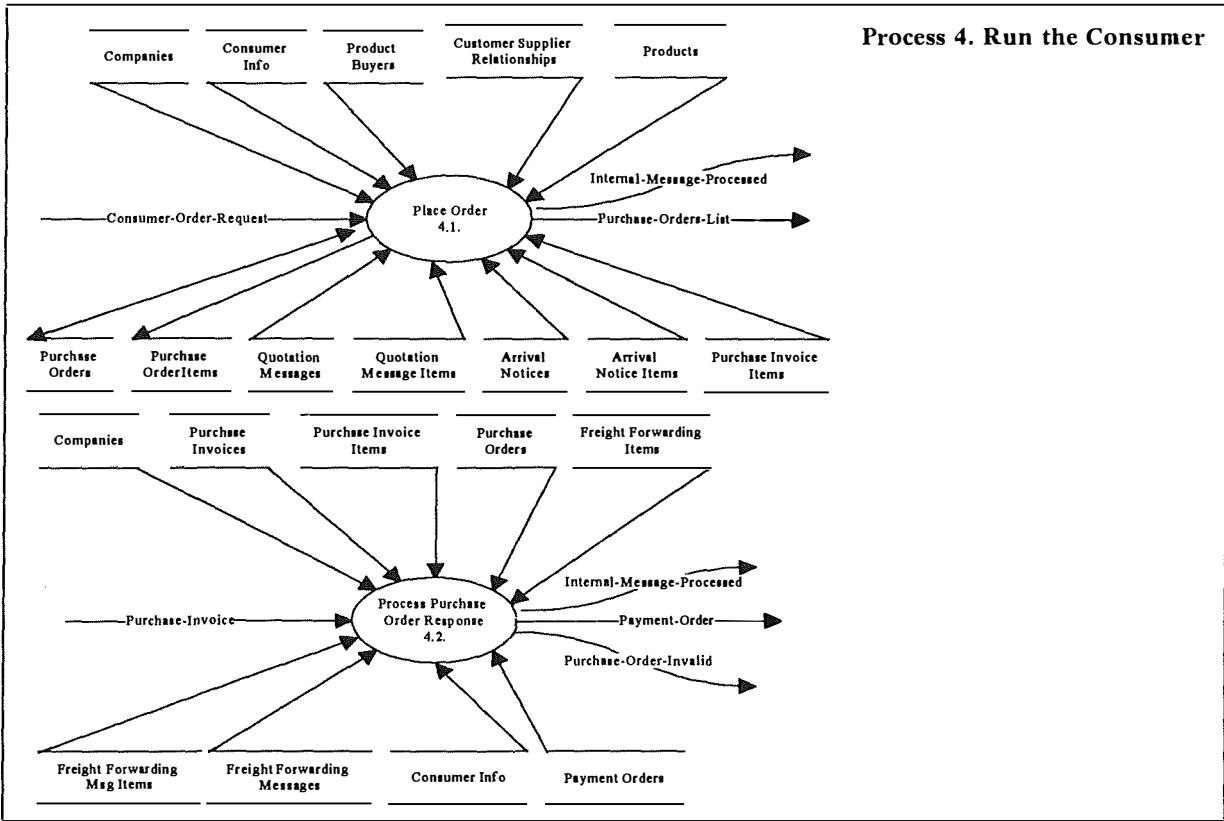 Process 4. Run the Consumer
Companies
Consumer
Info
Product
Buyers
Customer Supplier
Relationships
Products
Internal-Message-Processed
Consumer-Order-Request
Place Order
4.1.
Purchase-Orders-List
Purchase
Orders
Purchase
OrderItems
Quotation
Messages
Quotation
Message Items
Arrival
Notices
Arrival
Notice Items
Purchase Invoice
Items
Companies
Purchase
Invoices
Purchase Invoice
Items
Purchase
Orders
Freight Forwarding
Items
Internal-Message-Processed
Purchase-Invoice
Process Purchase
Order Response
4.2.
Payment-Order
Purchase-Order-Invalid
Freight Forwarding
Msg Items
Freight Forwarding
Messages
Consumer Info
Payment Orders